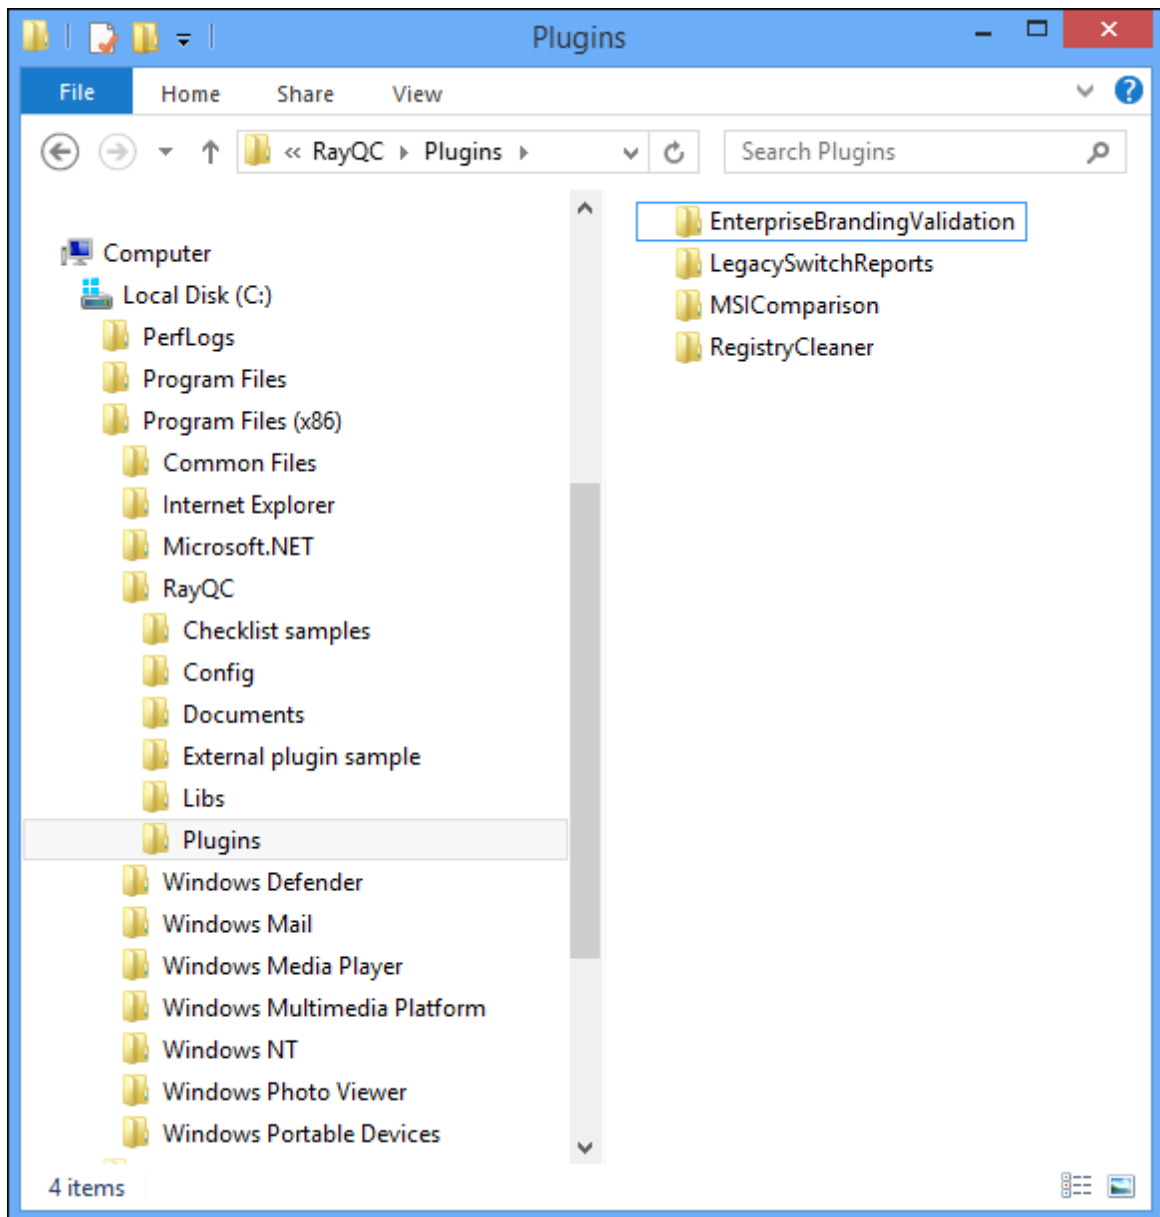 Plugins
File Home Share View
« RayQC Plugins Search Plugins
Computer
Local Disk (C:)
PerfLogs
Program Files
Program Files (x86)
Common Files
Internet Explorer
Microsoft.NET
RayQC
Checklist samples
Config
Documents
External plugin sample
Libs
Plugins
Windows Defender
Windows Mail
Windows Media Player
Windows Multimedia Platform
Windows NT
Windows Photo Viewer
Windows Portable Devices
EnterpriseBrandingValidation
LegacySwitchReports
MSIComparison
RegistryCleaner
4 items